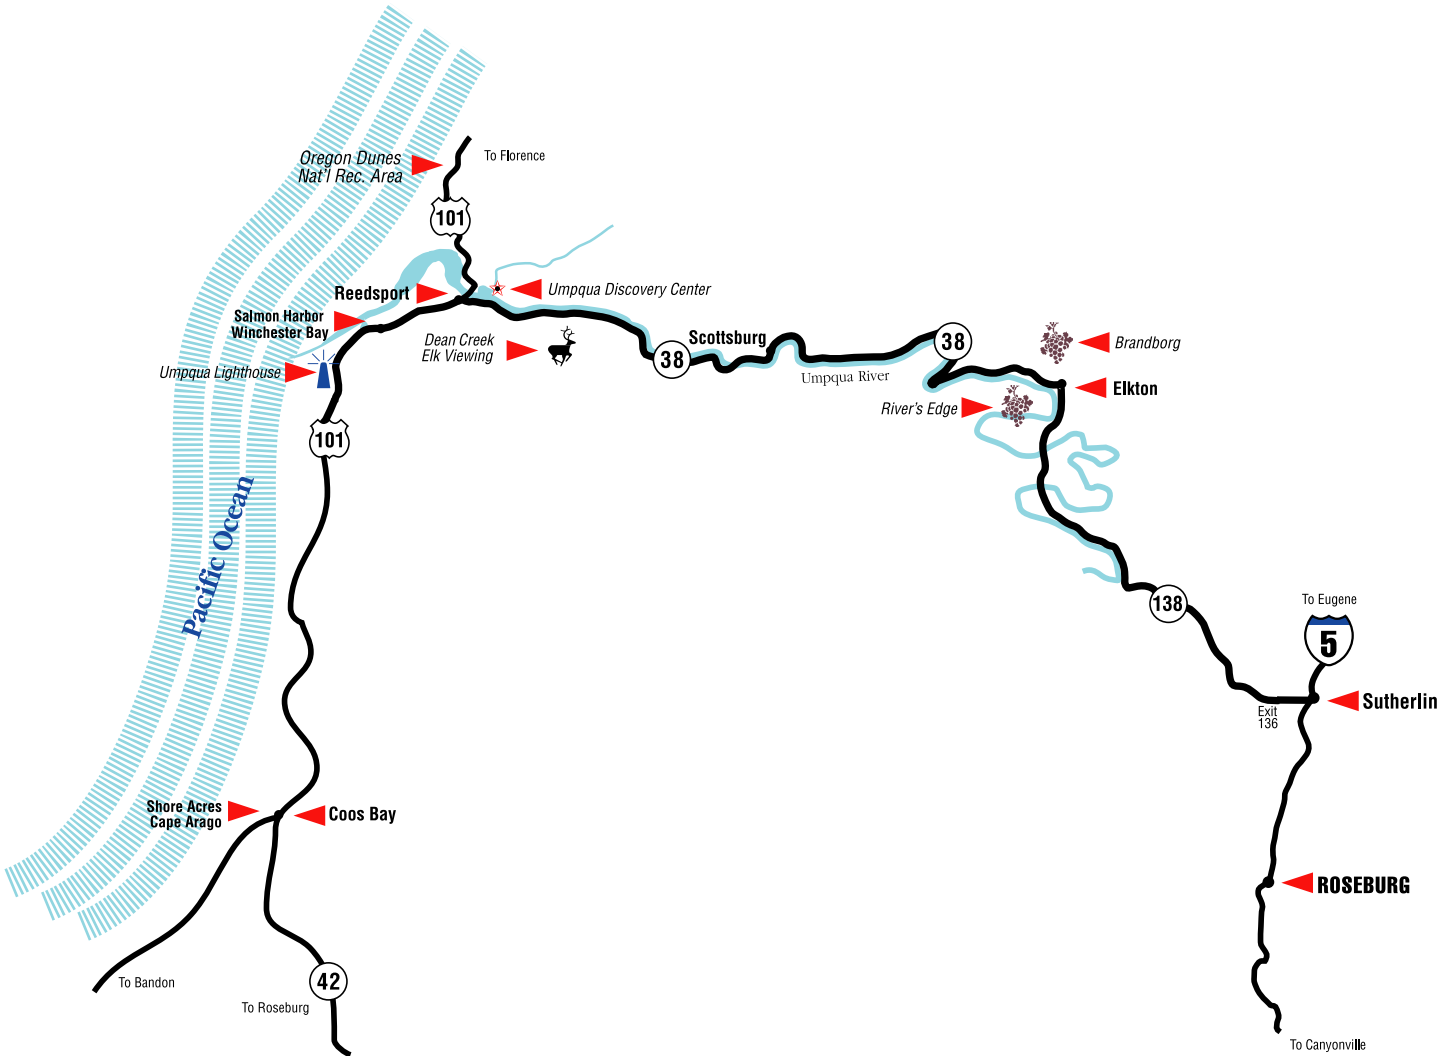 To Florence
Oregon Dunes
Nat'l Rec. Area
101
Reedsport
Umpqua Discovery Center
Salmon Harbor
Winchester Bay
Dean Creek
Elk Viewing
Scottsburg
38
38
Umpqua River
Brandborg
Elkton
River's Edge
Umpqua Lighthouse
101
Pacific Ocean
138
To Eugene
5
Sutherlin
Exit
136
Shore Acres
Cape Arago
Coos Bay
ROSEBURG
To Bandon
42
To Roseburg
To Canyonville